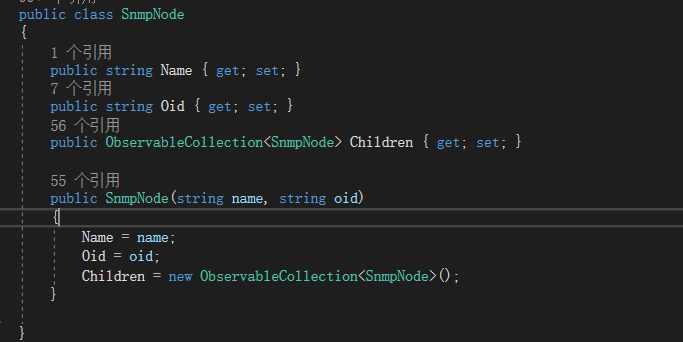 public class SnmpNode
{
1 个引用
public string Name { get; set; }
7 个引用
public string Oid { get; set; }
56 个引用
public ObservableCollection<SnmpNode> Children { get; set; }
55 个引用
public SnmpNode(string name, string oid)
{
Name = name;
Oid = oid;
Children = new ObservableCollection<SnmpNode>();
}
}